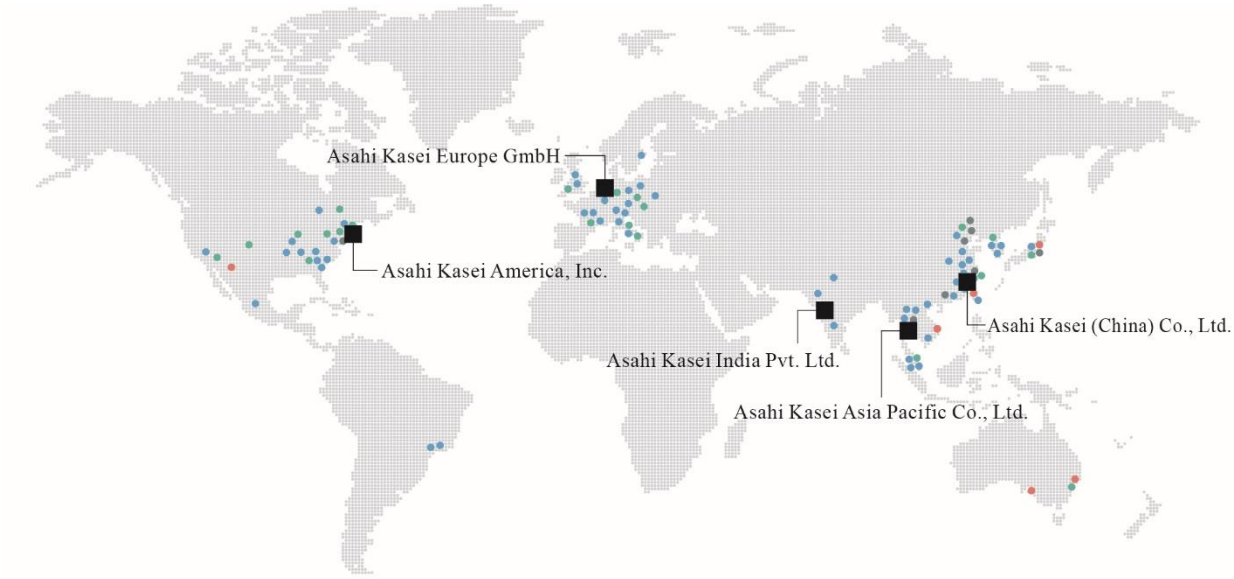 Asahi Kasei Europe GmbH
Asahi Kasei America, Inc.
Asahi Kasei (China) Co., Ltd.
Asahi Kasei India Pvt. Ltd.
Asahi Kasei Asia Pacific Co., Ltd.